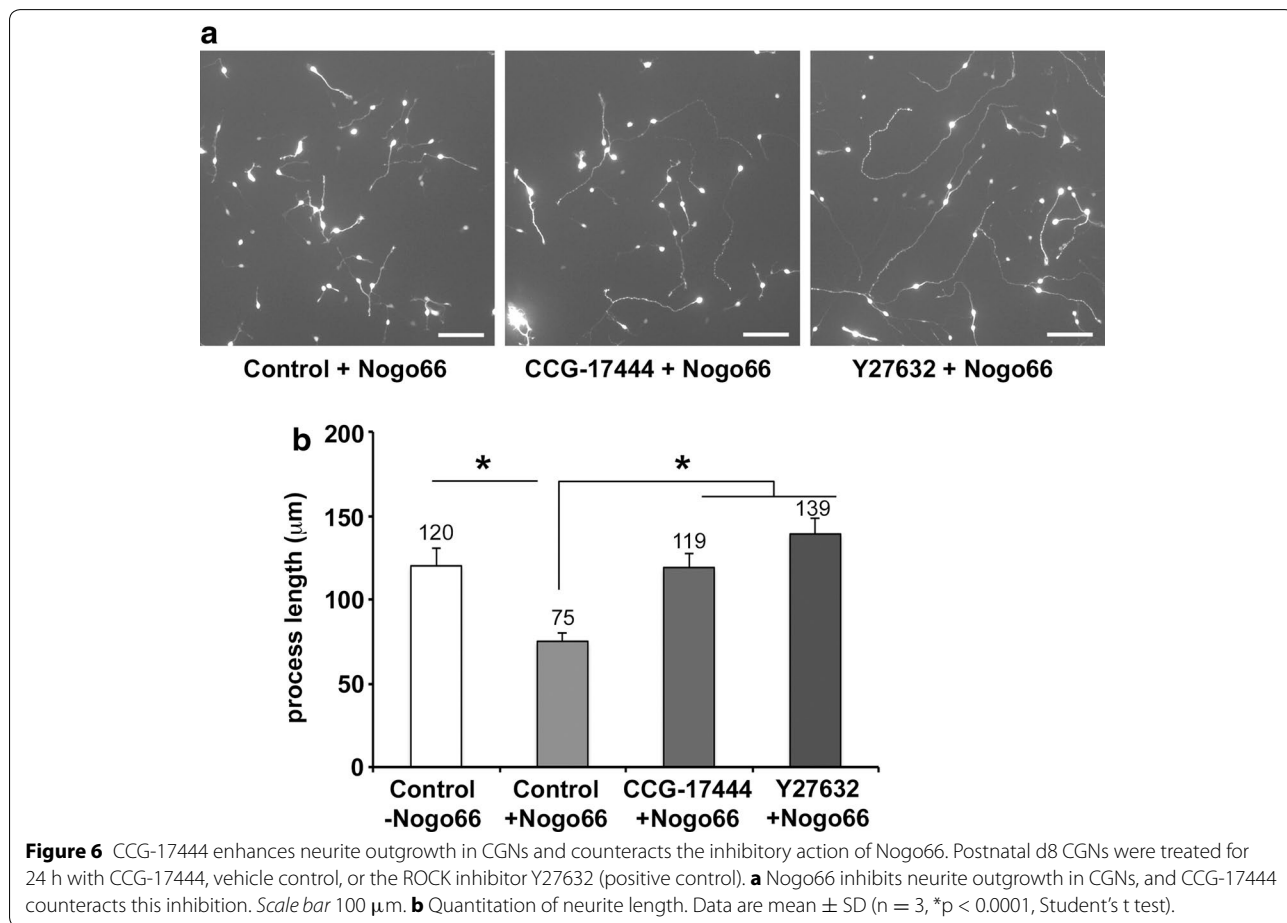 a
Control + Nogo66
CCG-17444 + Nogo66
Y27632 + Nogo66
b
200
150
100
50
0
process length (μm)
*
*
120
75
119
139
Control
-Nogo66
Control
+Nogo66
CCG-17444
+Nogo66
Y27632
+Nogo66
Figure 6 CCG-17444 enhances neurite outgrowth in CGNs and counteracts the inhibitory action of Nogo66. Postnatal d8 CGNs were treated for
24 h with CCG-17444, vehicle control, or the ROCK inhibitor Y27632 (positive control). a Nogo66 inhibits neurite outgrowth in CGNs, and CCG-17444
counteracts this inhibition. Scale bar 100 μm. b Quantitation of neurite length. Data are mean ± SD (n = 3, *p < 0.0001, Student's t test).